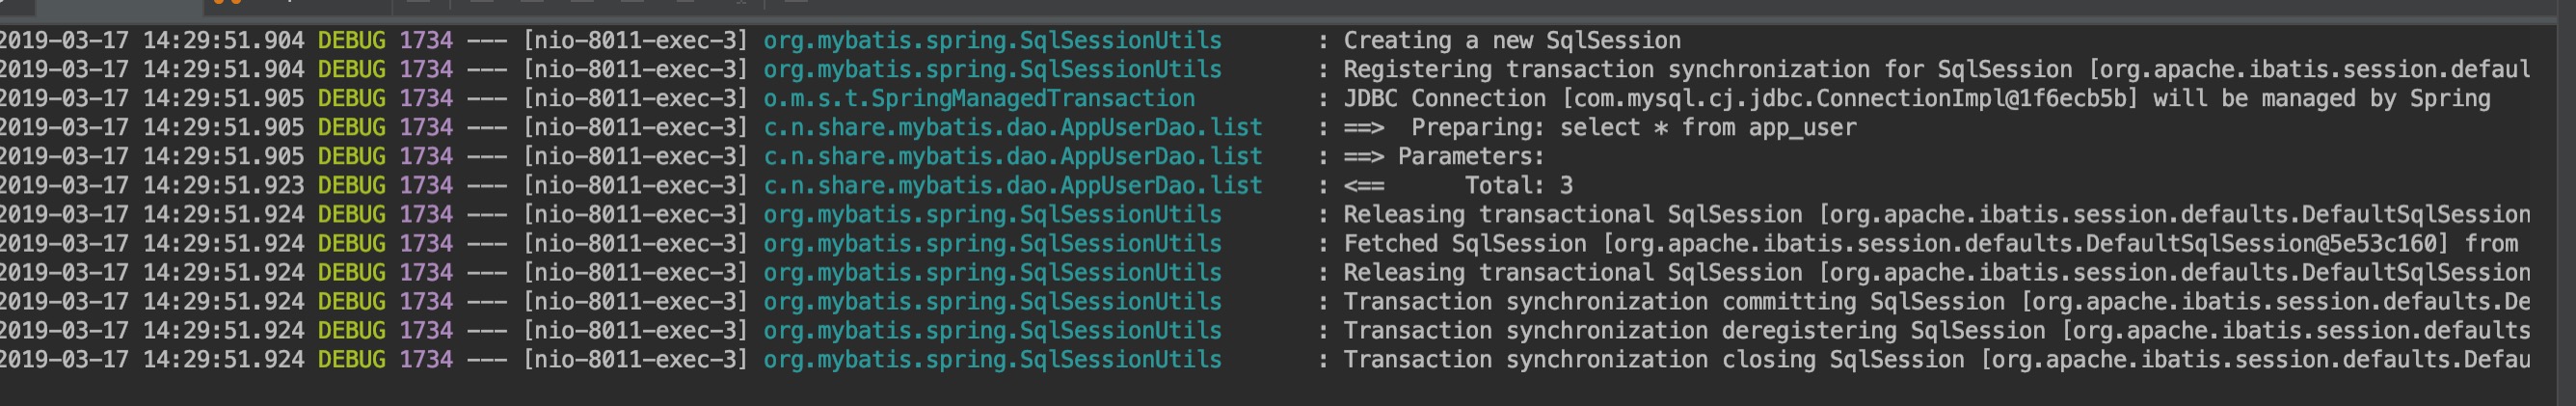 2019-03-17 14:29:51.904 DEBUG 1734 --- [nio-8011-exec-3] org.mybatis.spring.SqlSessionUtils : Creating a new SqlSession
2019-03-17 14:29:51.904 DEBUG 1734 --- [nio-8011-exec-3] org.mybatis.spring.SqlSessionUtils : Registering transaction synchronization for SqlSession [org.apache.ibatis.session.defaul
2019-03-17 14:29:51.905 DEBUG 1734 --- [nio-8011-exec-3] o.m.s.t.SpringManagedTransaction : JDBC Connection [com.mysql.cj.jdbc.ConnectionImpl@1f6ecb5b] will be managed by Spring
2019-03-17 14:29:51.905 DEBUG 1734 --- [nio-8011-exec-3] c.n.share.mybatis.dao.AppUserDao.list : ==> Preparing: select * from app_user
2019-03-17 14:29:51.905 DEBUG 1734 --- [nio-8011-exec-3] c.n.share.mybatis.dao.AppUserDao.list : ==> Parameters:
2019-03-17 14:29:51.923 DEBUG 1734 --- [nio-8011-exec-3] c.n.share.mybatis.dao.AppUserDao.list : <== Total: 3
2019-03-17 14:29:51.924 DEBUG 1734 --- [nio-8011-exec-3] org.mybatis.spring.SqlSessionUtils : Releasing transactional SqlSession [org.apache.ibatis.session.defaults.DefaultSqlSession
2019-03-17 14:29:51.924 DEBUG 1734 --- [nio-8011-exec-3] org.mybatis.spring.SqlSessionUtils : Fetched SqlSession [org.apache.ibatis.session.defaults.DefaultSqlSession@5e53c160] from
2019-03-17 14:29:51.924 DEBUG 1734 --- [nio-8011-exec-3] org.mybatis.spring.SqlSessionUtils : Releasing transactional SqlSession [org.apache.ibatis.session.defaults.DefaultSqlSession
2019-03-17 14:29:51.924 DEBUG 1734 --- [nio-8011-exec-3] org.mybatis.spring.SqlSessionUtils : Transaction synchronization committing SqlSession [org.apache.ibatis.session.defaults.De
2019-03-17 14:29:51.924 DEBUG 1734 --- [nio-8011-exec-3] org.mybatis.spring.SqlSessionUtils : Transaction synchronization deregistering SqlSession [org.apache.ibatis.session.defaults
2019-03-17 14:29:51.924 DEBUG 1734 --- [nio-8011-exec-3] org.mybatis.spring.SqlSessionUtils : Transaction synchronization closing SqlSession [org.apache.ibatis.session.defaults.Defau